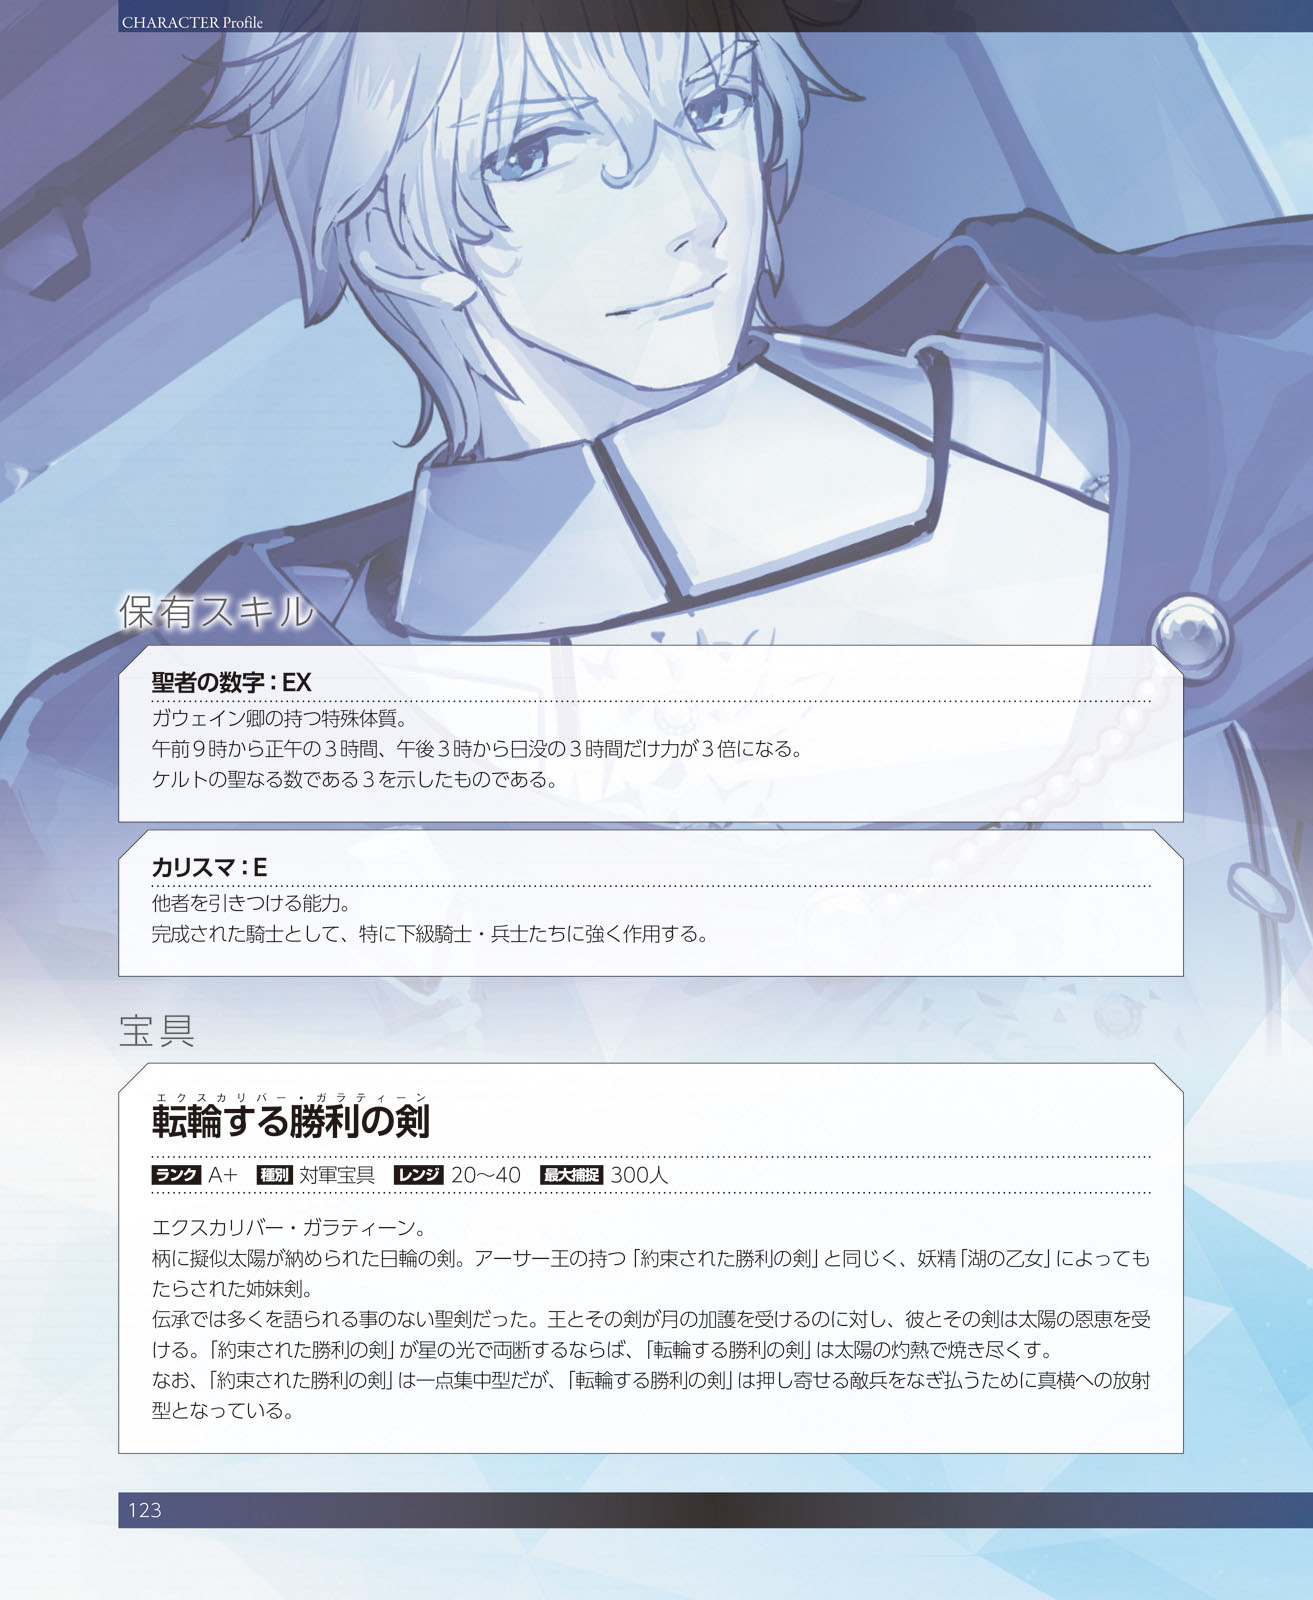 CHARACTER Profile
保有スキル
聖者の数字：EX
ガウェイン卿の持つ特殊体質。
午前９時から正午の３時間、午後３時から日没の３時間だけ力が３倍になる。
ケルトの聖なる数である３を示したものである。
カリスマ：E
他者を引きつける能力。
完成された騎士として、特に下級騎士・兵士たちに強く作用する。
宝具
エクスカリバー・ガラティーン
転輪する勝利の剣
ランク A＋ 種別 対軍宝具 レンジ 20～40 最大捕捉 300人
エクスカリバー・ガラティーン。
柄に擬似太陽が納められた日輪の剣。アーサー王の持つ「約束された勝利の剣」と同じく、妖精「湖の乙女」によっても
たらされた姉妹剣。
伝承では多くを語られる事のない聖剣だった。王とその剣が月の加護を受けるのに対し、彼とその剣は太陽の恩恵を受
ける。「約束された勝利の剣」が星の光で両断するならば、「転輪する勝利の剣」は太陽の灼熱で焼き尽くす。
なお、「約束された勝利の剣」は一点集中型だが、「転輪する勝利の剣」は押し寄せる敵兵をなぎ払うために真横への放射
型となっている。
123